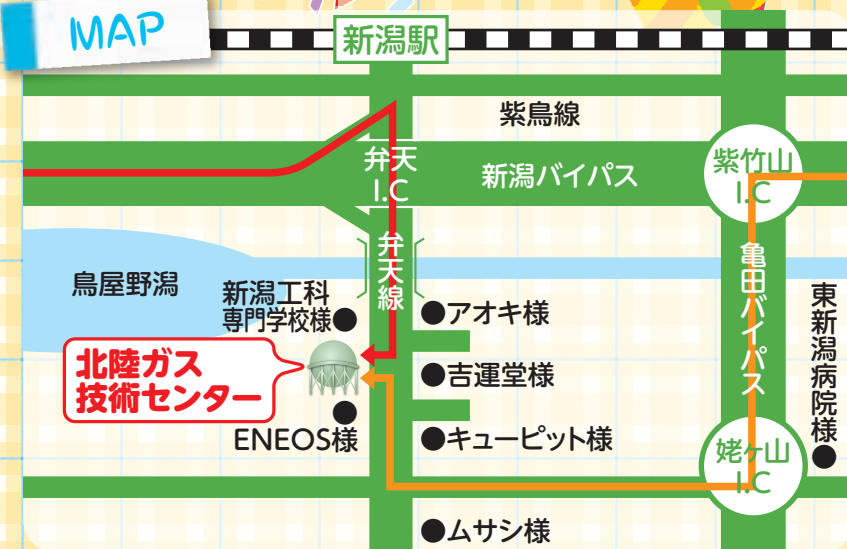 MAP
新潟駅
紫鳥線
弁天
I.C
新潟バイパス
紫竹山
I.C
弁天線
亀田バイパス
鳥屋野潟
新潟工科
専門学校様●
●アオキ様
東新潟病院様●
北陸ガス
技術センター
●吉運堂様
ENEOS様
●キューピット様
姥ヶ山
I.C
●ムサシ様